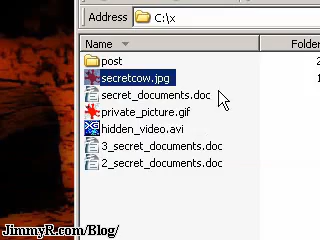 Address C:\x
Name Folder
post 2
secretcow.jpg
secret_documents.doc
private_picture.gif
hidden_video.avi
3_secret_documents.doc
2_secret_documents.doc
JimmyR.com/Blog/